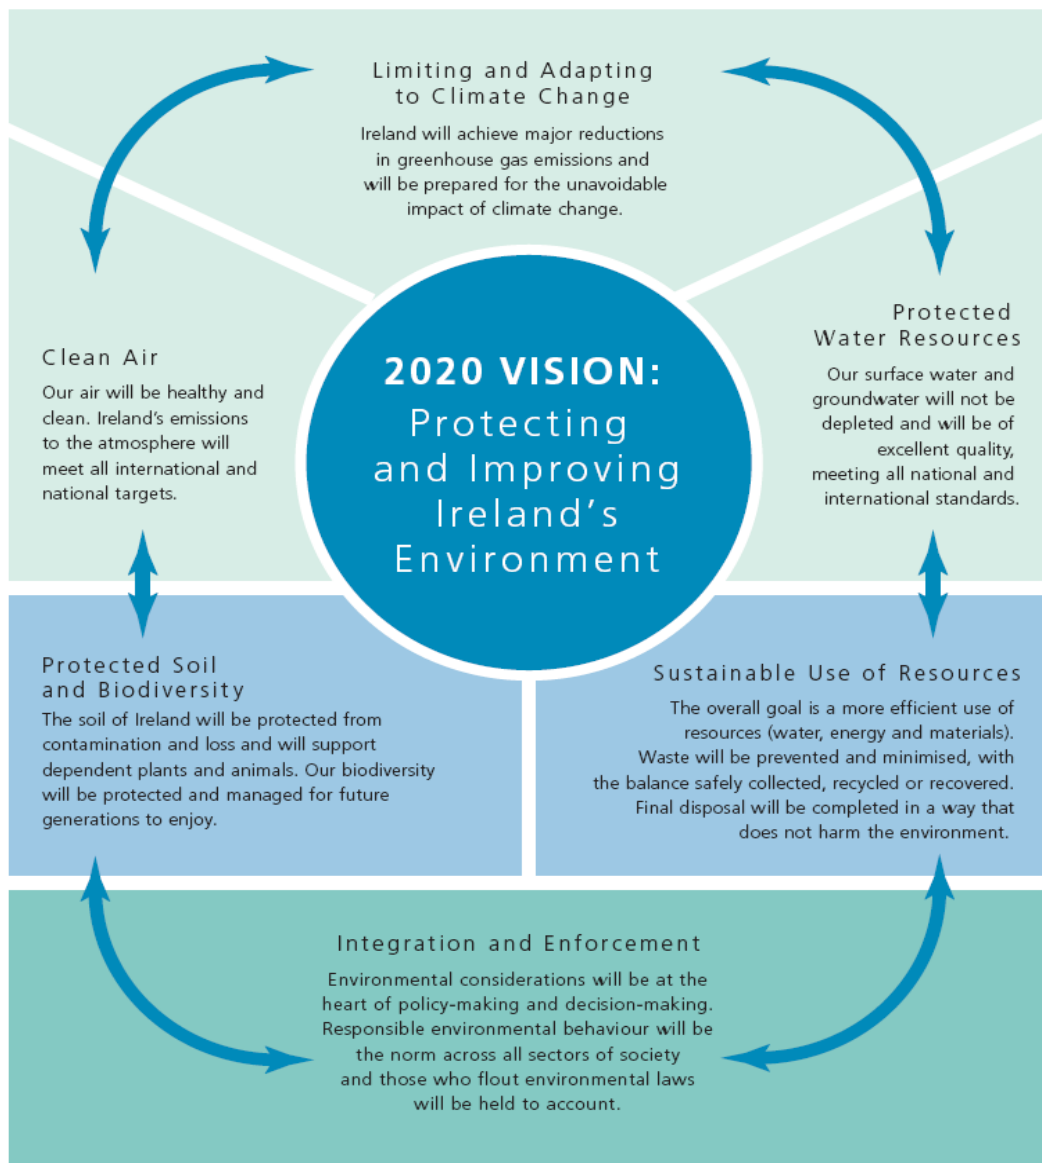 Limiting and Adapting
to Climate Change
Ireland will achieve major reductions
in greenhouse gas emissions and
will be prepared for the unavoidable
impact of climate change.
2020 VISION:
Protecting
and Improving
Ireland's
Environment
Clean Air
Our air will be healthy and
clean. Ireland's emissions
to the atmosphere will
meet all international and
national targets.
Protected
Water Resources
Our surface water and
groundwater will not be
depleted and will be of
excellent quality,
meeting all national and
international standards.
Protected Soil
and Biodiversity
The soil of Ireland will be protected from
contamination and loss and will support
dependent plants and animals. Our biodiversity
will be protected and managed for future
generations to enjoy.
Sustainable Use of Resources
The overall goal is a more efficient use of
resources (water, energy and materials).
Waste will be prevented and minimised, with
the balance safely collected, recycled or recovered.
Final disposal will be completed in a way that
does not harm the environment.
Integration and Enforcement
Environmental considerations will be at the
heart of policy-making and decision-making.
Responsible environmental behaviour will be
the norm across all sectors of society
and those who flout environmental laws
will be held to account.